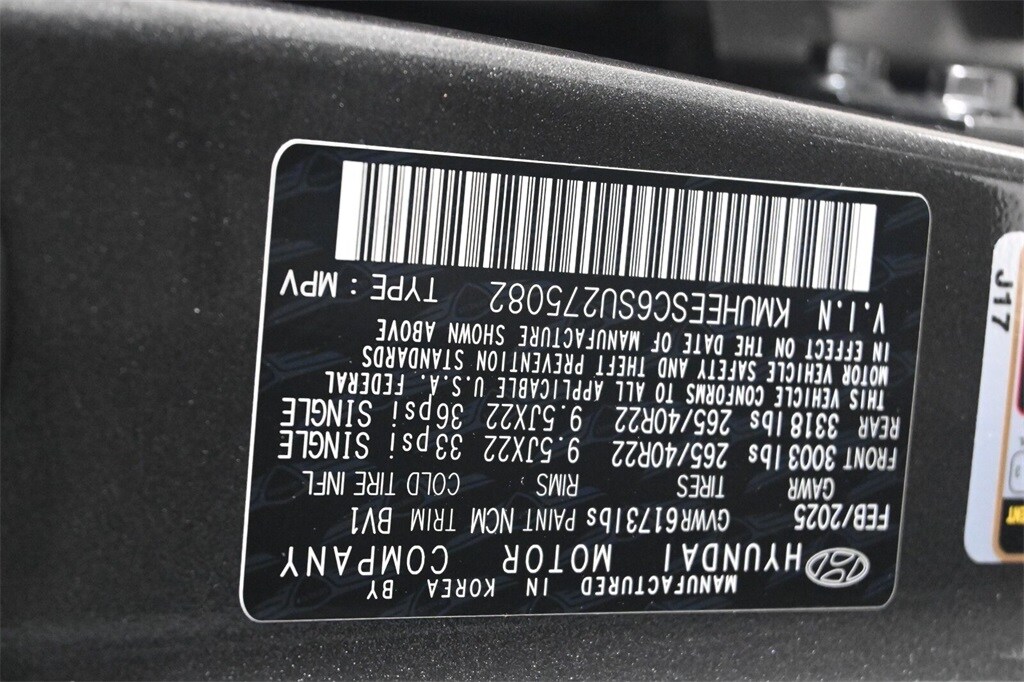 MANUFACTURED IN KOREA BY
HYUNDAI MOTOR COMPANY
FEB/2025 GVWR6173lbs PAINT NCM TRIM BV1
GAWR TIRES RIMS COLD TIRE INFL
FRONT 3003lbs 265/40R22 9.5JX22 33psi SINGLE
REAR 3318lbs 265/40R22 9.5JX22 36psi SINGLE
THIS VEHICLE CONFORMS TO ALL APPLICABLE U.S.A. FEDERAL
MOTOR VEHICLE SAFETY AND THEFT PREVENTION STANDARDS
IN EFFECT ON THE DATE OF MANUFACTURE SHOWN ABOVE
V.I.N KMUHEESC6SU275082 TYPE : MPV
J17